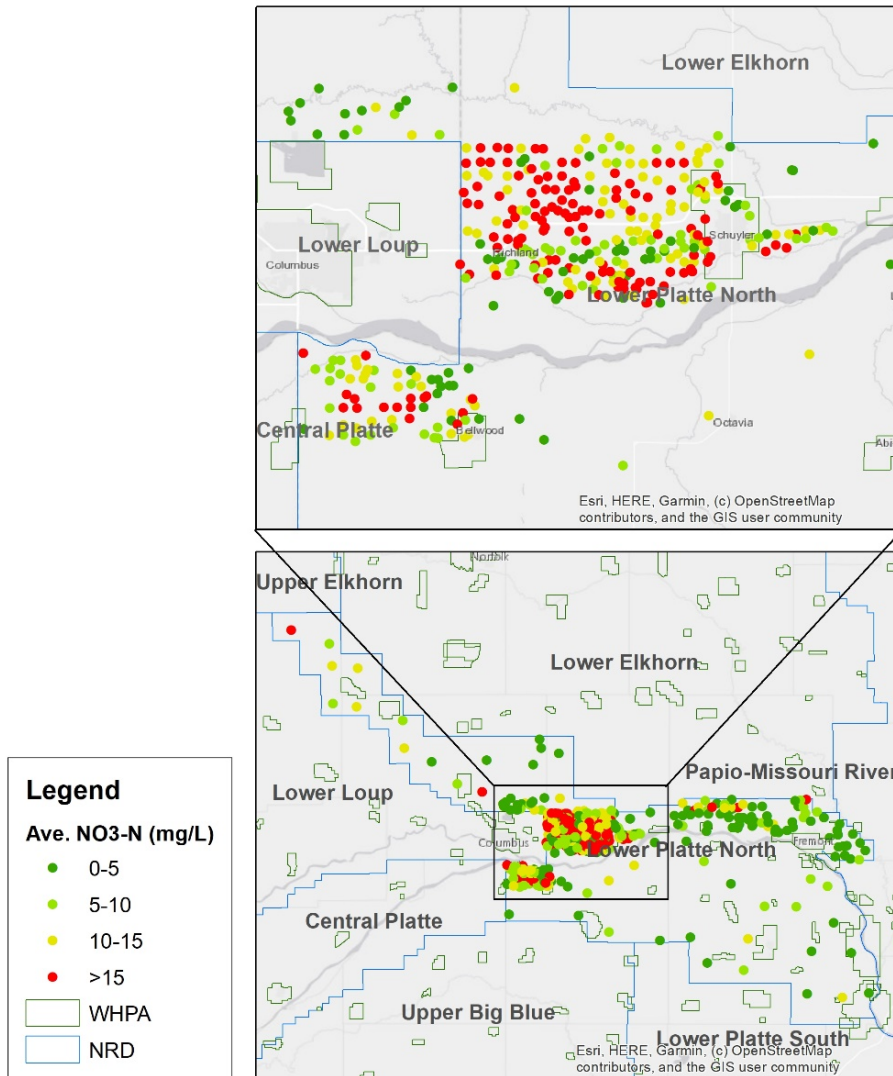 Lower Elkhorn
Lower Loup
Columbus
Richland
Schuyler
Lower Platte North
Central Platte
Bellwood
Octavia
Abi
Esri, HERE, Garmin, (c) OpenStreetMap
contributors, and the GIS user community
Norfolk
Upper Elkhorn
Lower Elkhorn
Papio-Missouri River
Lower Loup
Columbus
Lower Platte North
Fremont
Central Platte
Upper Big Blue
Lower Platte South
Esri, HERE, Garmin, (c) OpenStreetMap
contributors, and the GIS user community
Legend
Ave. NO3-N (mg/L)
0-5
5-10
10-15
>15
WHPA
NRD